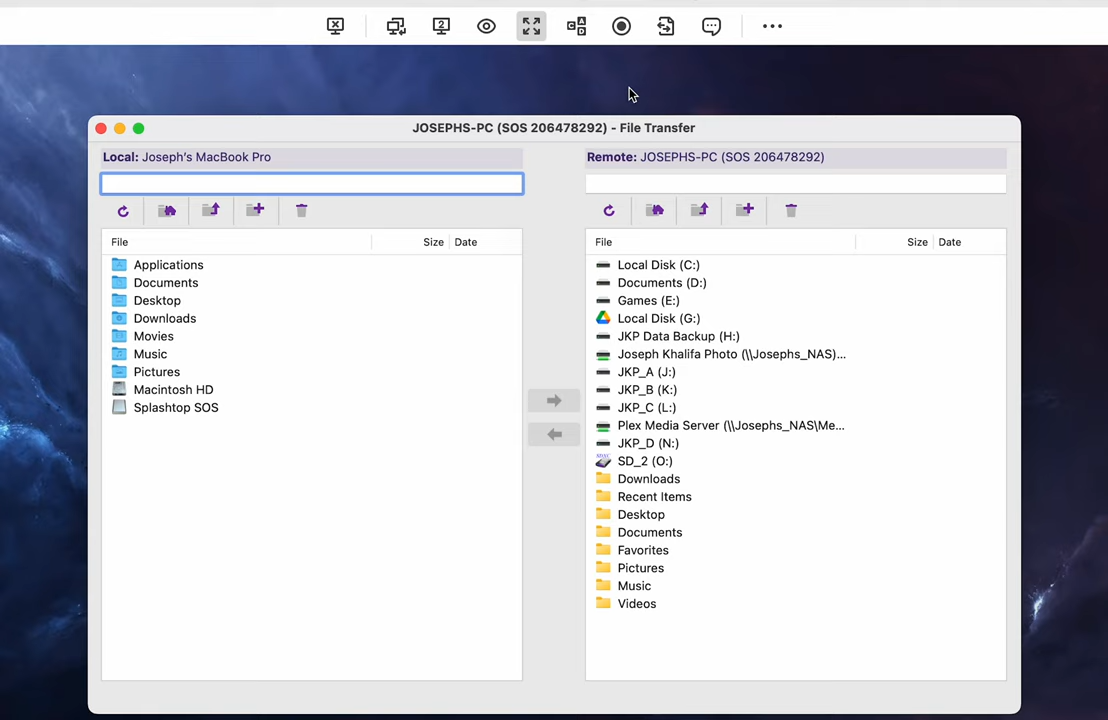 2
C A D
JOSEPHS-PC (SOS 206478292) - File Transfer
Local: Joseph's MacBook Pro
Remote: JOSEPHS-PC (SOS 206478292)
File Size Date
Applications
Documents
Desktop
Downloads
Movies
Music
Pictures
Macintosh HD
Splashtop SOS
File Size Date
Local Disk (C:)
Documents (D:)
Games (E:)
Local Disk (G:)
JKP Data Backup (H:)
Joseph Khalifa Photo (\\Josephs_NAS)...
JKP_A (J:)
JKP_B (K:)
JKP_C (L:)
Plex Media Server (\\Josephs_NAS\Me...
JKP_D (N:)
SD_2 (O:)
Downloads
Recent Items
Desktop
Documents
Favorites
Pictures
Music
Videos